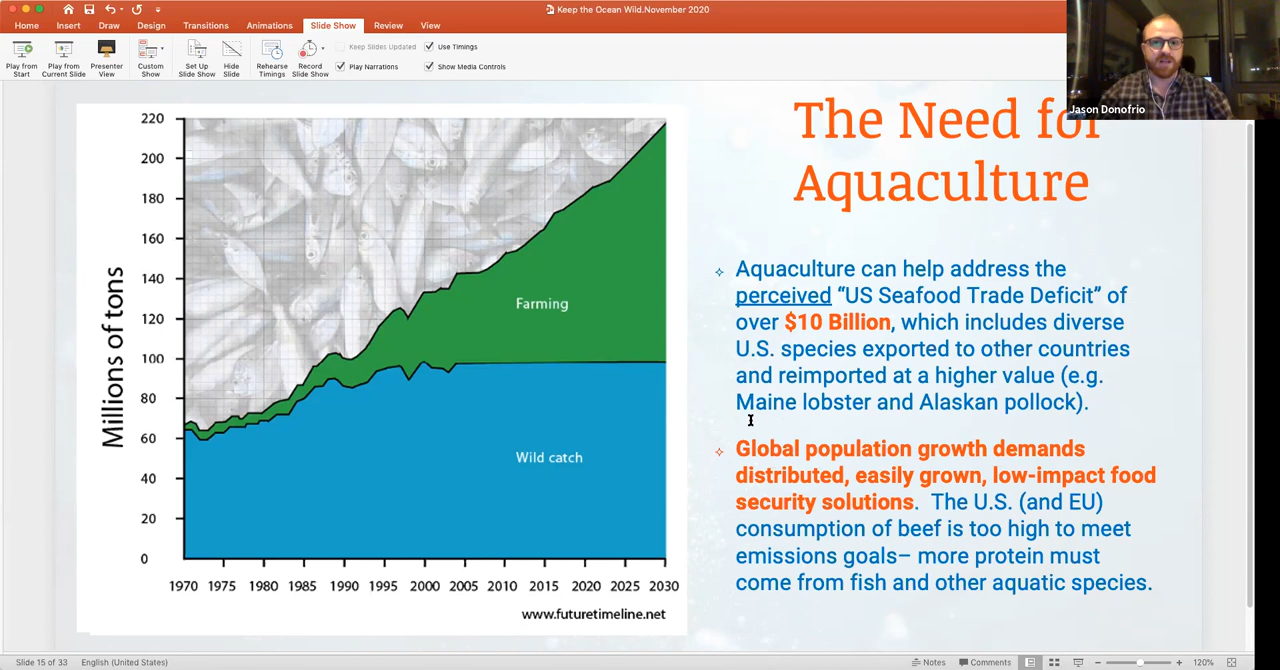 Keep the Ocean Wild.November 2020
Home Insert Draw Design Transitions Animations Slide Show Review View
Play from Start
Play from Current Slide
Presenter View
Custom Show
Set Up Slide Show
Hide Slide
Rehearse Timings
Record Slide Show
Keep Slides Updated
Use Timings
Play Narrations
Show Media Controls
Jason Donofrio
The Need for
Aquaculture
Millions of tons
220
200
180
160
140
120
100
80
60
40
20
0
Farming
Wild catch
1970 1975 1980 1985 1990 1995 2000 2005 2010 2015 2020 2025 2030
www.futuretimeline.net
Aquaculture can help address the
perceived “US Seafood Trade Deficit” of
over $10 Billion, which includes diverse
U.S. species exported to other countries
and reimported at a higher value (e.g.
Maine lobster and Alaskan pollock).
Global population growth demands
distributed, easily grown, low-impact food
security solutions. The U.S. (and EU)
consumption of beef is too high to meet
emissions goals– more protein must
come from fish and other aquatic species.
Slide 15 of 33 English (United States)
Notes Comments 120%